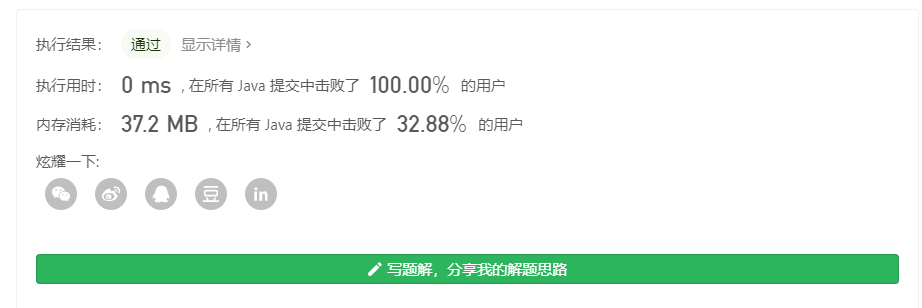 执行结果： 通过 显示详情 ›
执行用时： 0 ms , 在所有 Java 提交中击败了 100.00% 的用户
内存消耗： 37.2 MB , 在所有 Java 提交中击败了 32.88% 的用户
炫耀一下:
豆 in
写题解，分享我的解题思路